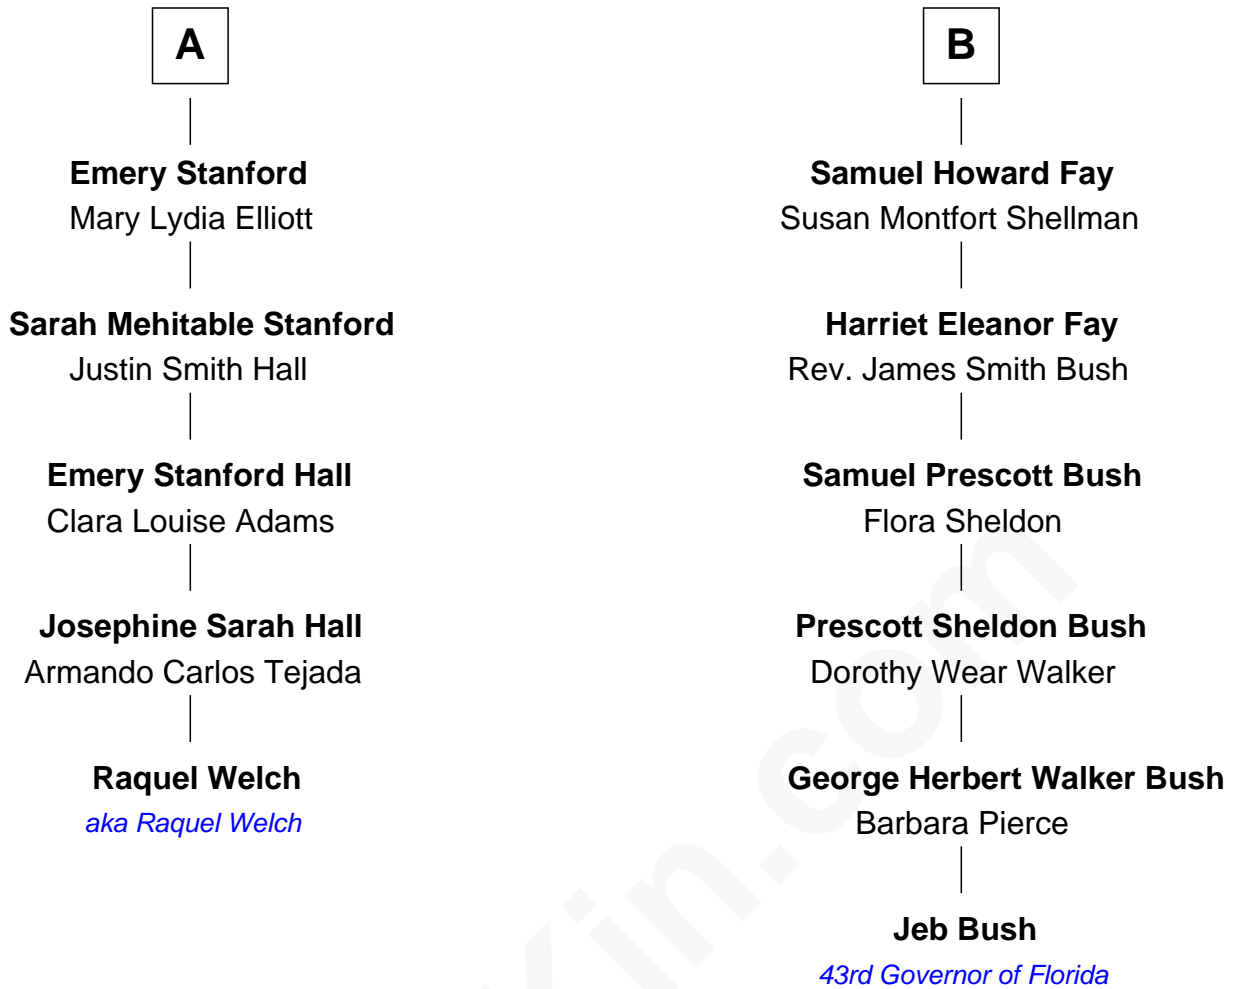 A
Emery Stanford
Mary Lydia Elliott
Sarah Mehitable Stanford
Justin Smith Hall
Emery Stanford Hall
Clara Louise Adams
Josephine Sarah Hall
Armando Carlos Tejada
Raquel Welch
aka Raquel Welch
B
Samuel Howard Fay
Susan Montfort Shellman
Harriet Eleanor Fay
Rev. James Smith Bush
Samuel Prescott Bush
Flora Sheldon
Prescott Sheldon Bush
Dorothy Wear Walker
George Herbert Walker Bush
Barbara Pierce
Jeb Bush
43rd Governor of Florida